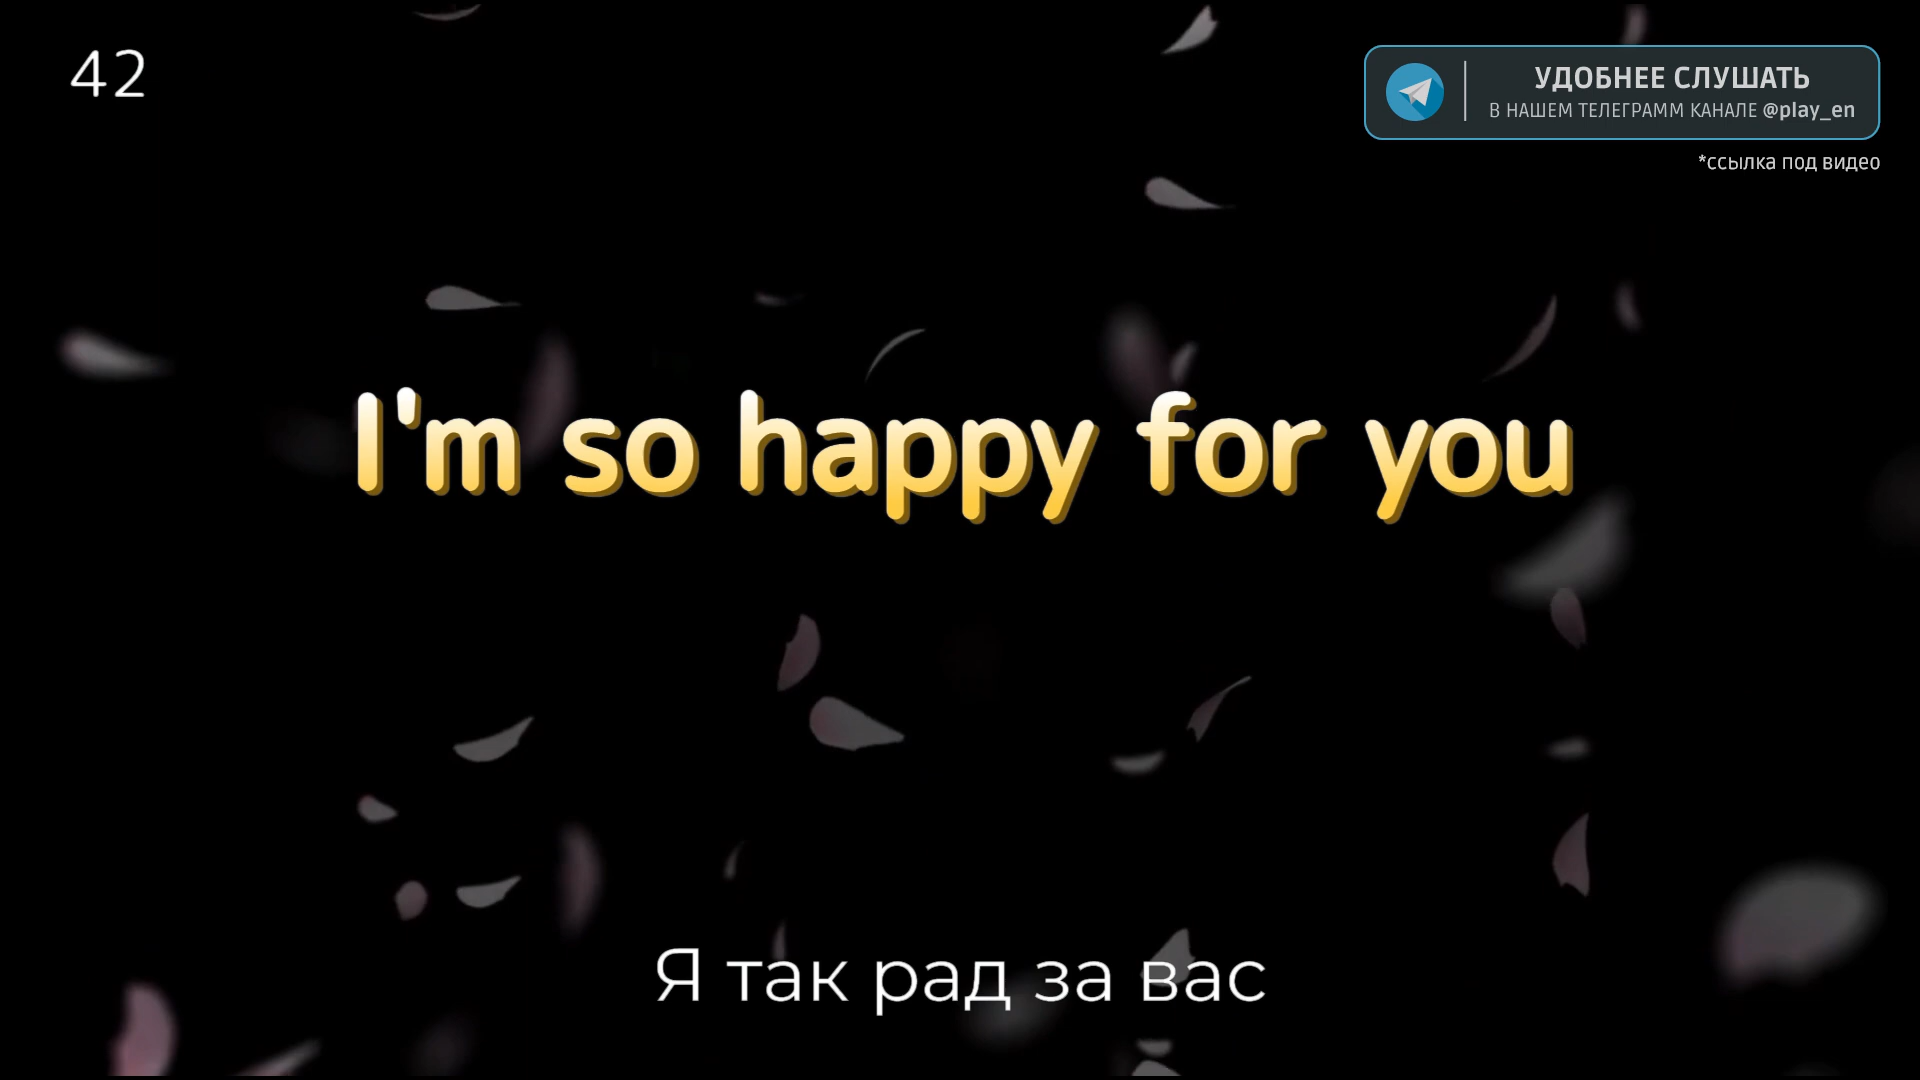 42
УДОБНЕЕ СЛУШАТЬ
В НАШЕМ ТЕЛЕГРАММ КАНАЛЕ @play_en
*ссылка под видео
I'm so happy for you
Я так рад за вас